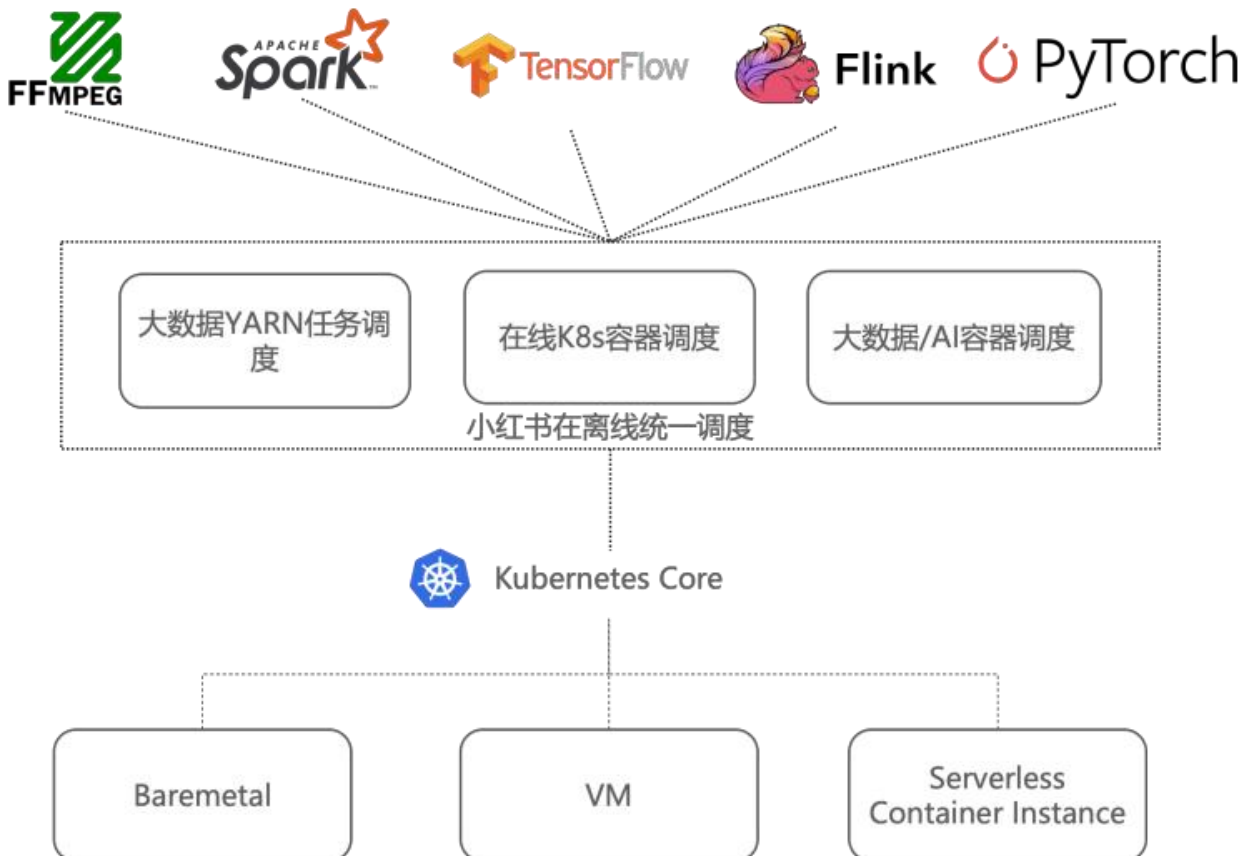 FFMPEG
APACHE
Spark™
TensorFlow
Flink
PyTorch
大数据YARN任务调
度
在线K8s容器调度
大数据/AI容器调度
小红书在离线统一调度
Kubernetes Core
Baremetal
VM
Serverless
Container Instance